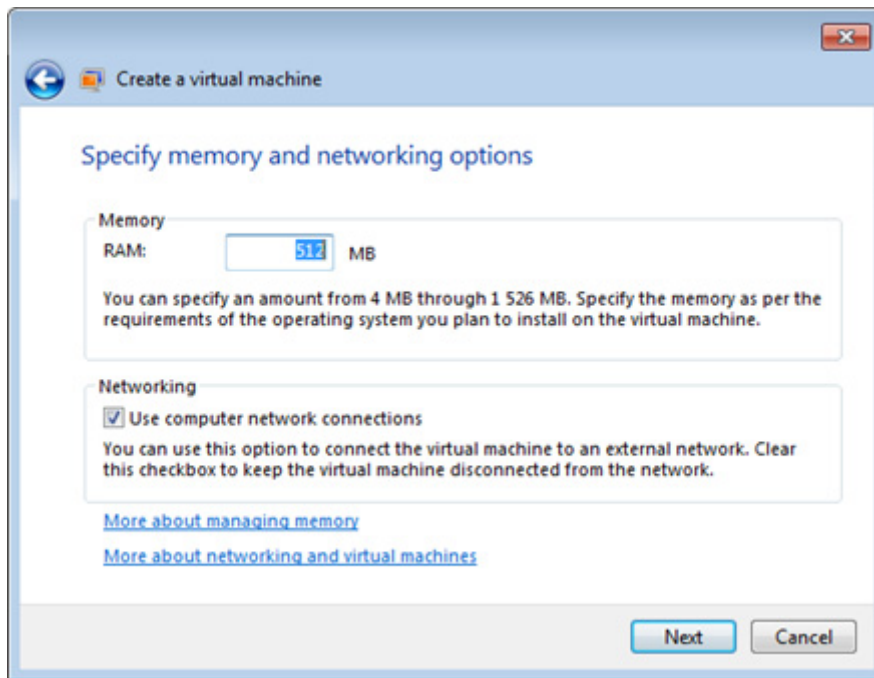 Create a virtual machine
Specify memory and networking options
Memory
RAM: 512 MB
You can specify an amount from 4 MB through 1 526 MB. Specify the memory as per the
requirements of the operating system you plan to install on the virtual machine.
Networking
Use computer network connections
You can use this option to connect the virtual machine to an external network. Clear
this checkbox to keep the virtual machine disconnected from the network.
More about managing memory
More about networking and virtual machines
Next Cancel